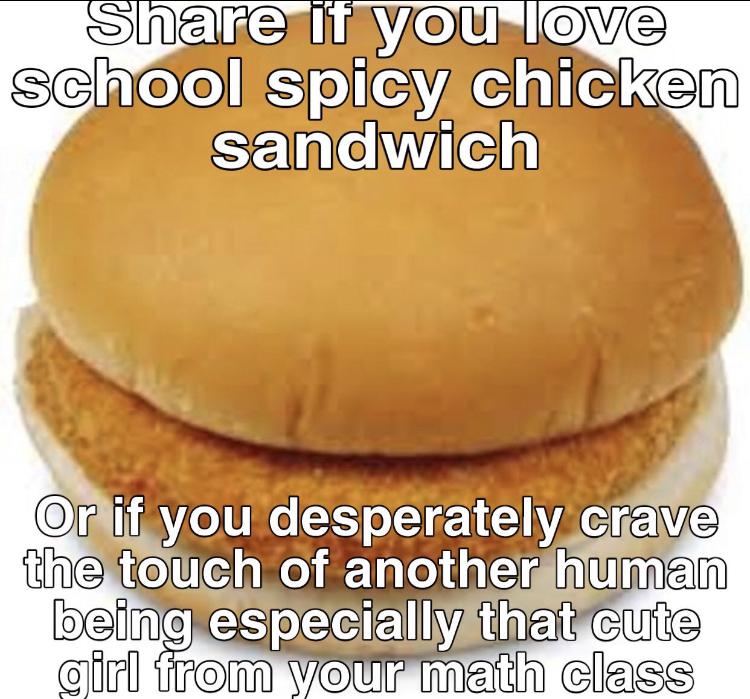 Share if you love
school spicy chicken
sandwich
Or if you desperately crave
the touch of another human
being especially that cute
girl from your math class